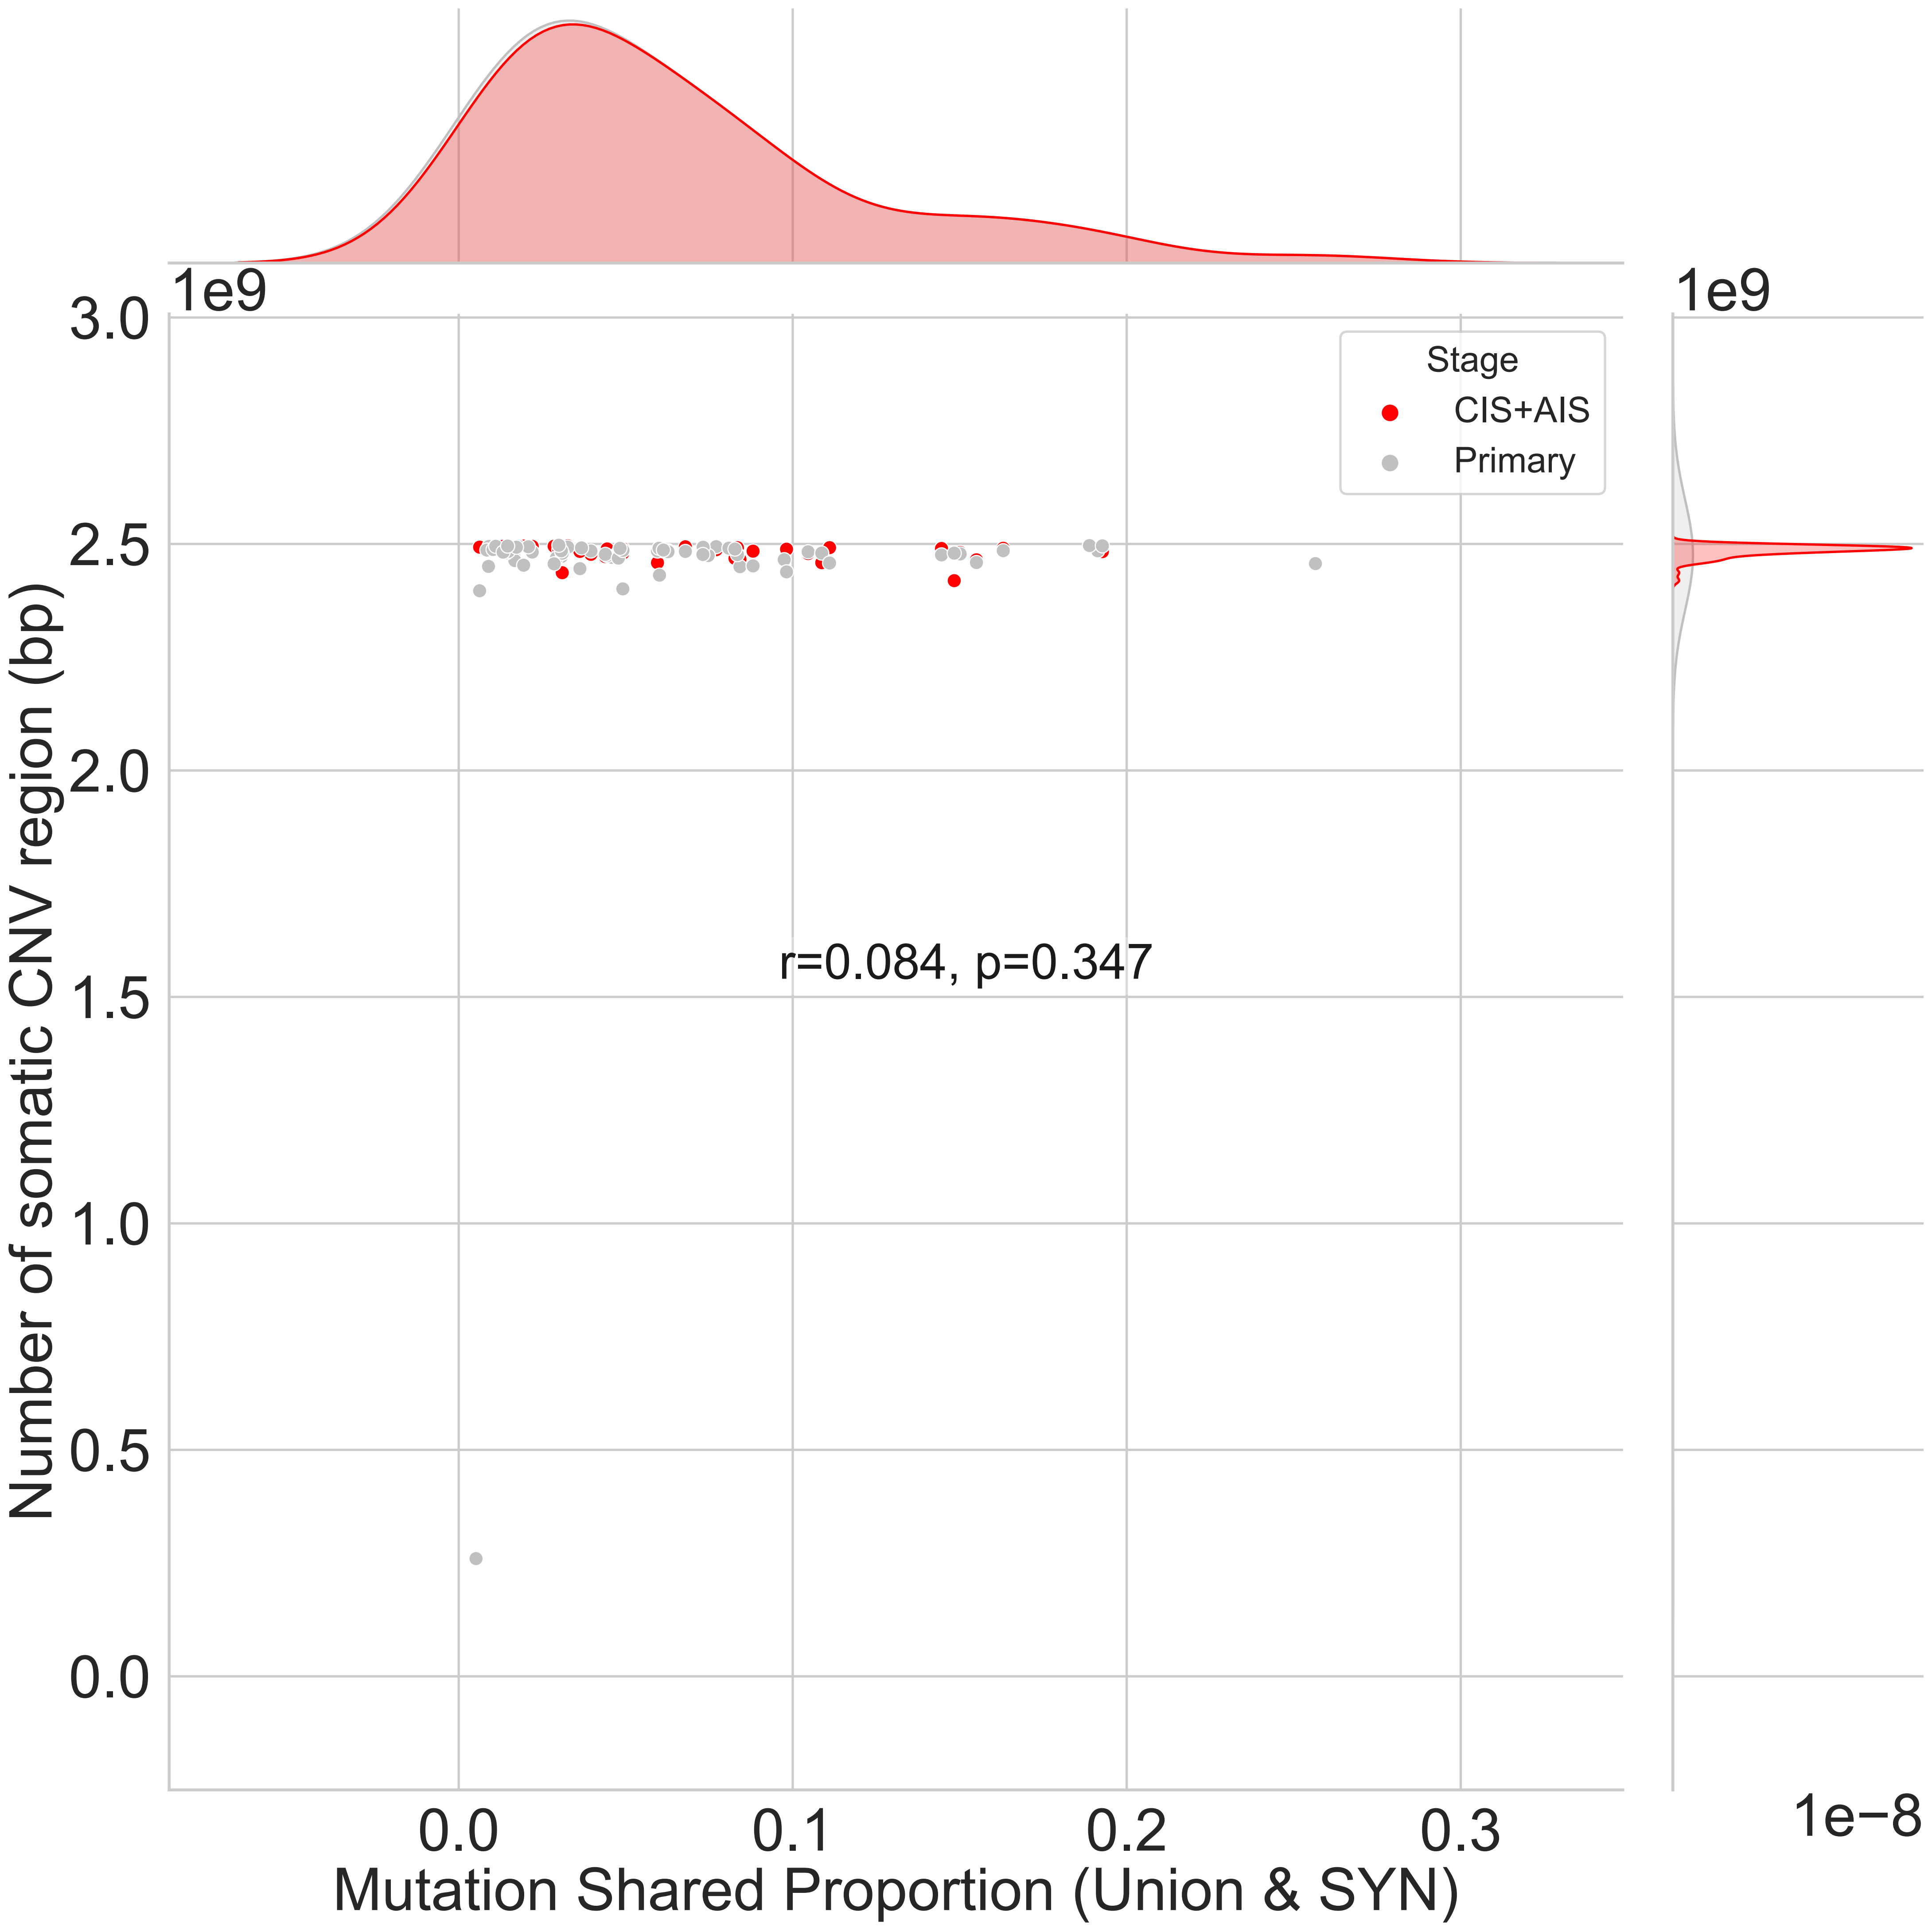 1e9
1e9
3.0
Stage
CIS+AIS
Primary
2.5
2.0
r=0.084, p=0.347
1.5
1.0
0.5
0.0
Number of somatic CNV region (bp)
0.0
0.1
0.2
0.3
1e−8
Mutation Shared Proportion (Union & SYN)